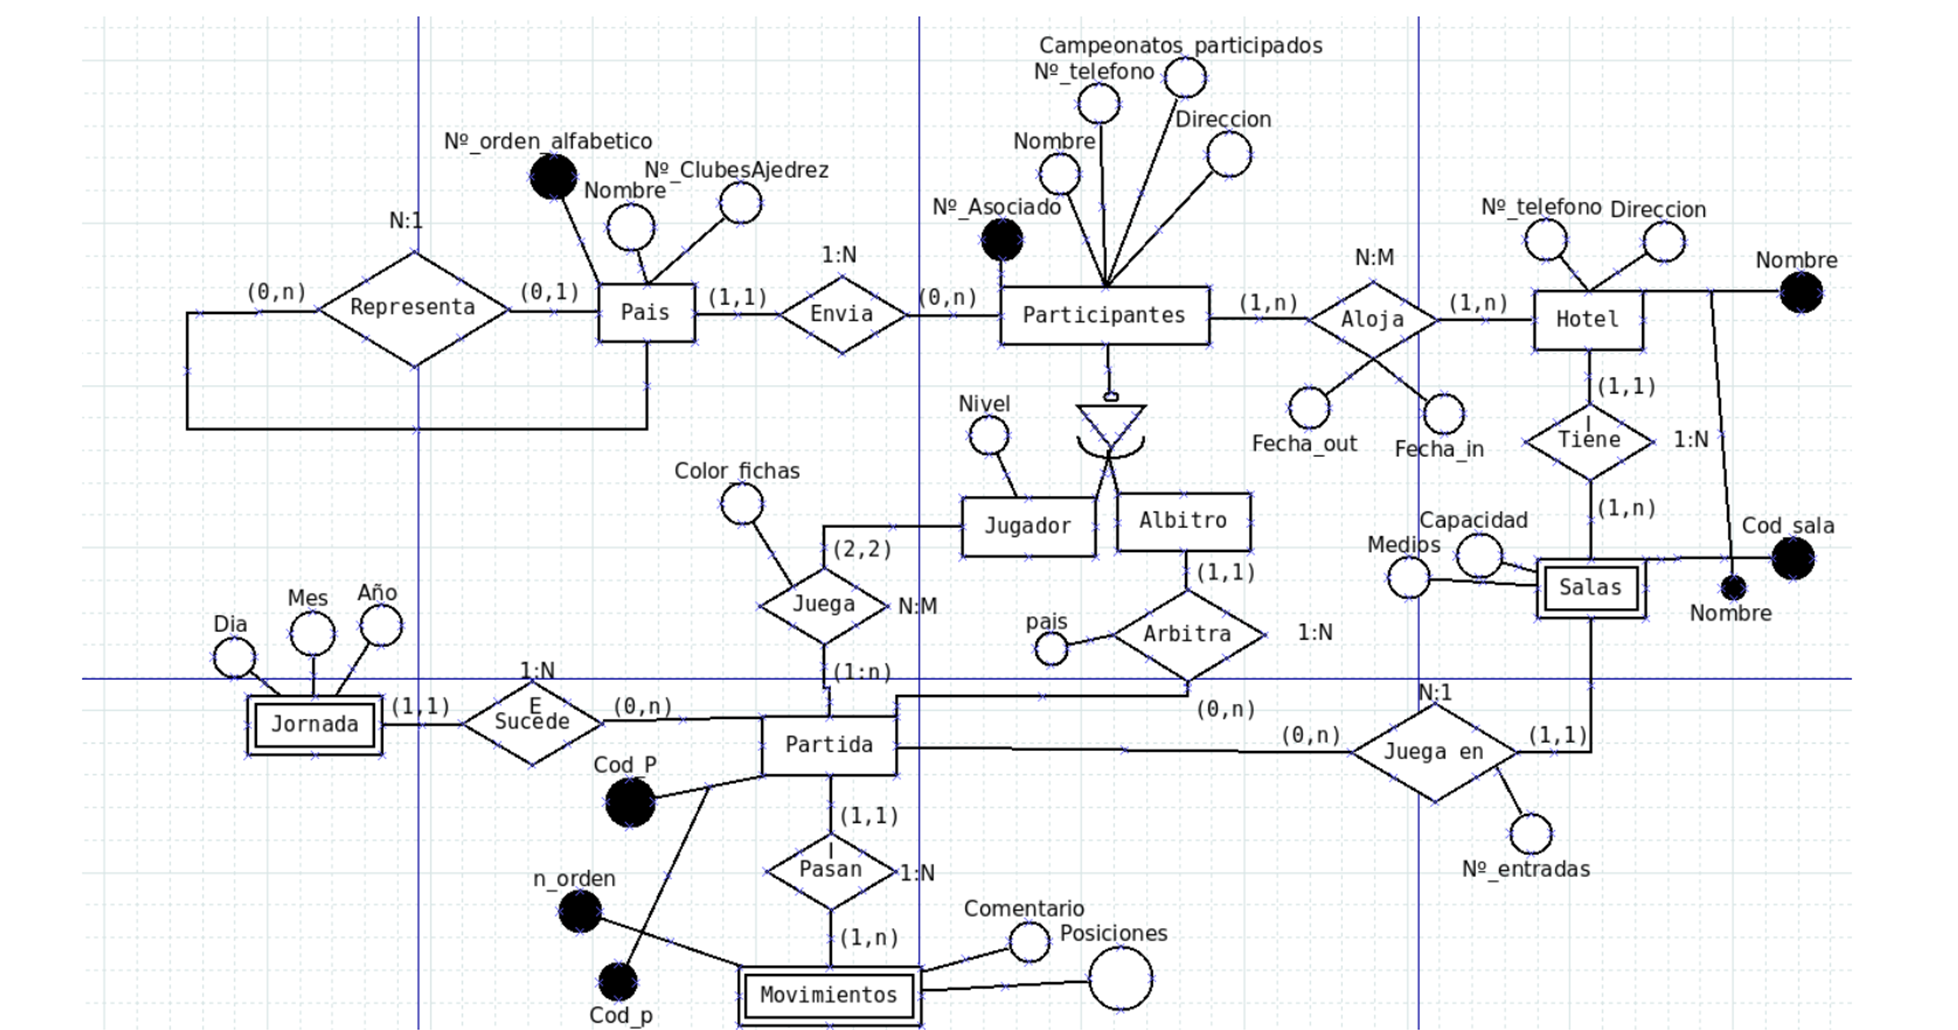 Campeonatos_participados
Nº_telefono
Direccion
Nombre
Nº_orden_alfabetico
Nº_ClubesAjedrez
Nombre
Nº_Asociado
Nº_telefono
Direccion
N:1
1:N
N:M
Nombre
(0,n)
Representa
(0,1)
Pais
(1,1)
Envia
(0,n)
Participantes
(1,n)
Aloja
(1,n)
Hotel
(1,1)
Nivel
Fecha_out
Fecha_in
I
Tiene
1:N
Color_fichas
(1,n)
Jugador
Albitro
Capacidad
Cod_sala
(2,2)
Medios
(1,1)
Salas
Dia
Mes
Año
Juega
N:M
pais
Arbitra
1:N
Nombre
1:N
(1:n)
(1,1)
E
Sucede
(0,n)
(0,n)
N:1
Jornada
Partida
(0,n)
Juega en
(1,1)
Cod_P
(1,1)
I
Pasan
1:N
Nº_entradas
n_orden
Comentario
(1,n)
Posiciones
Movimientos
Cod_p